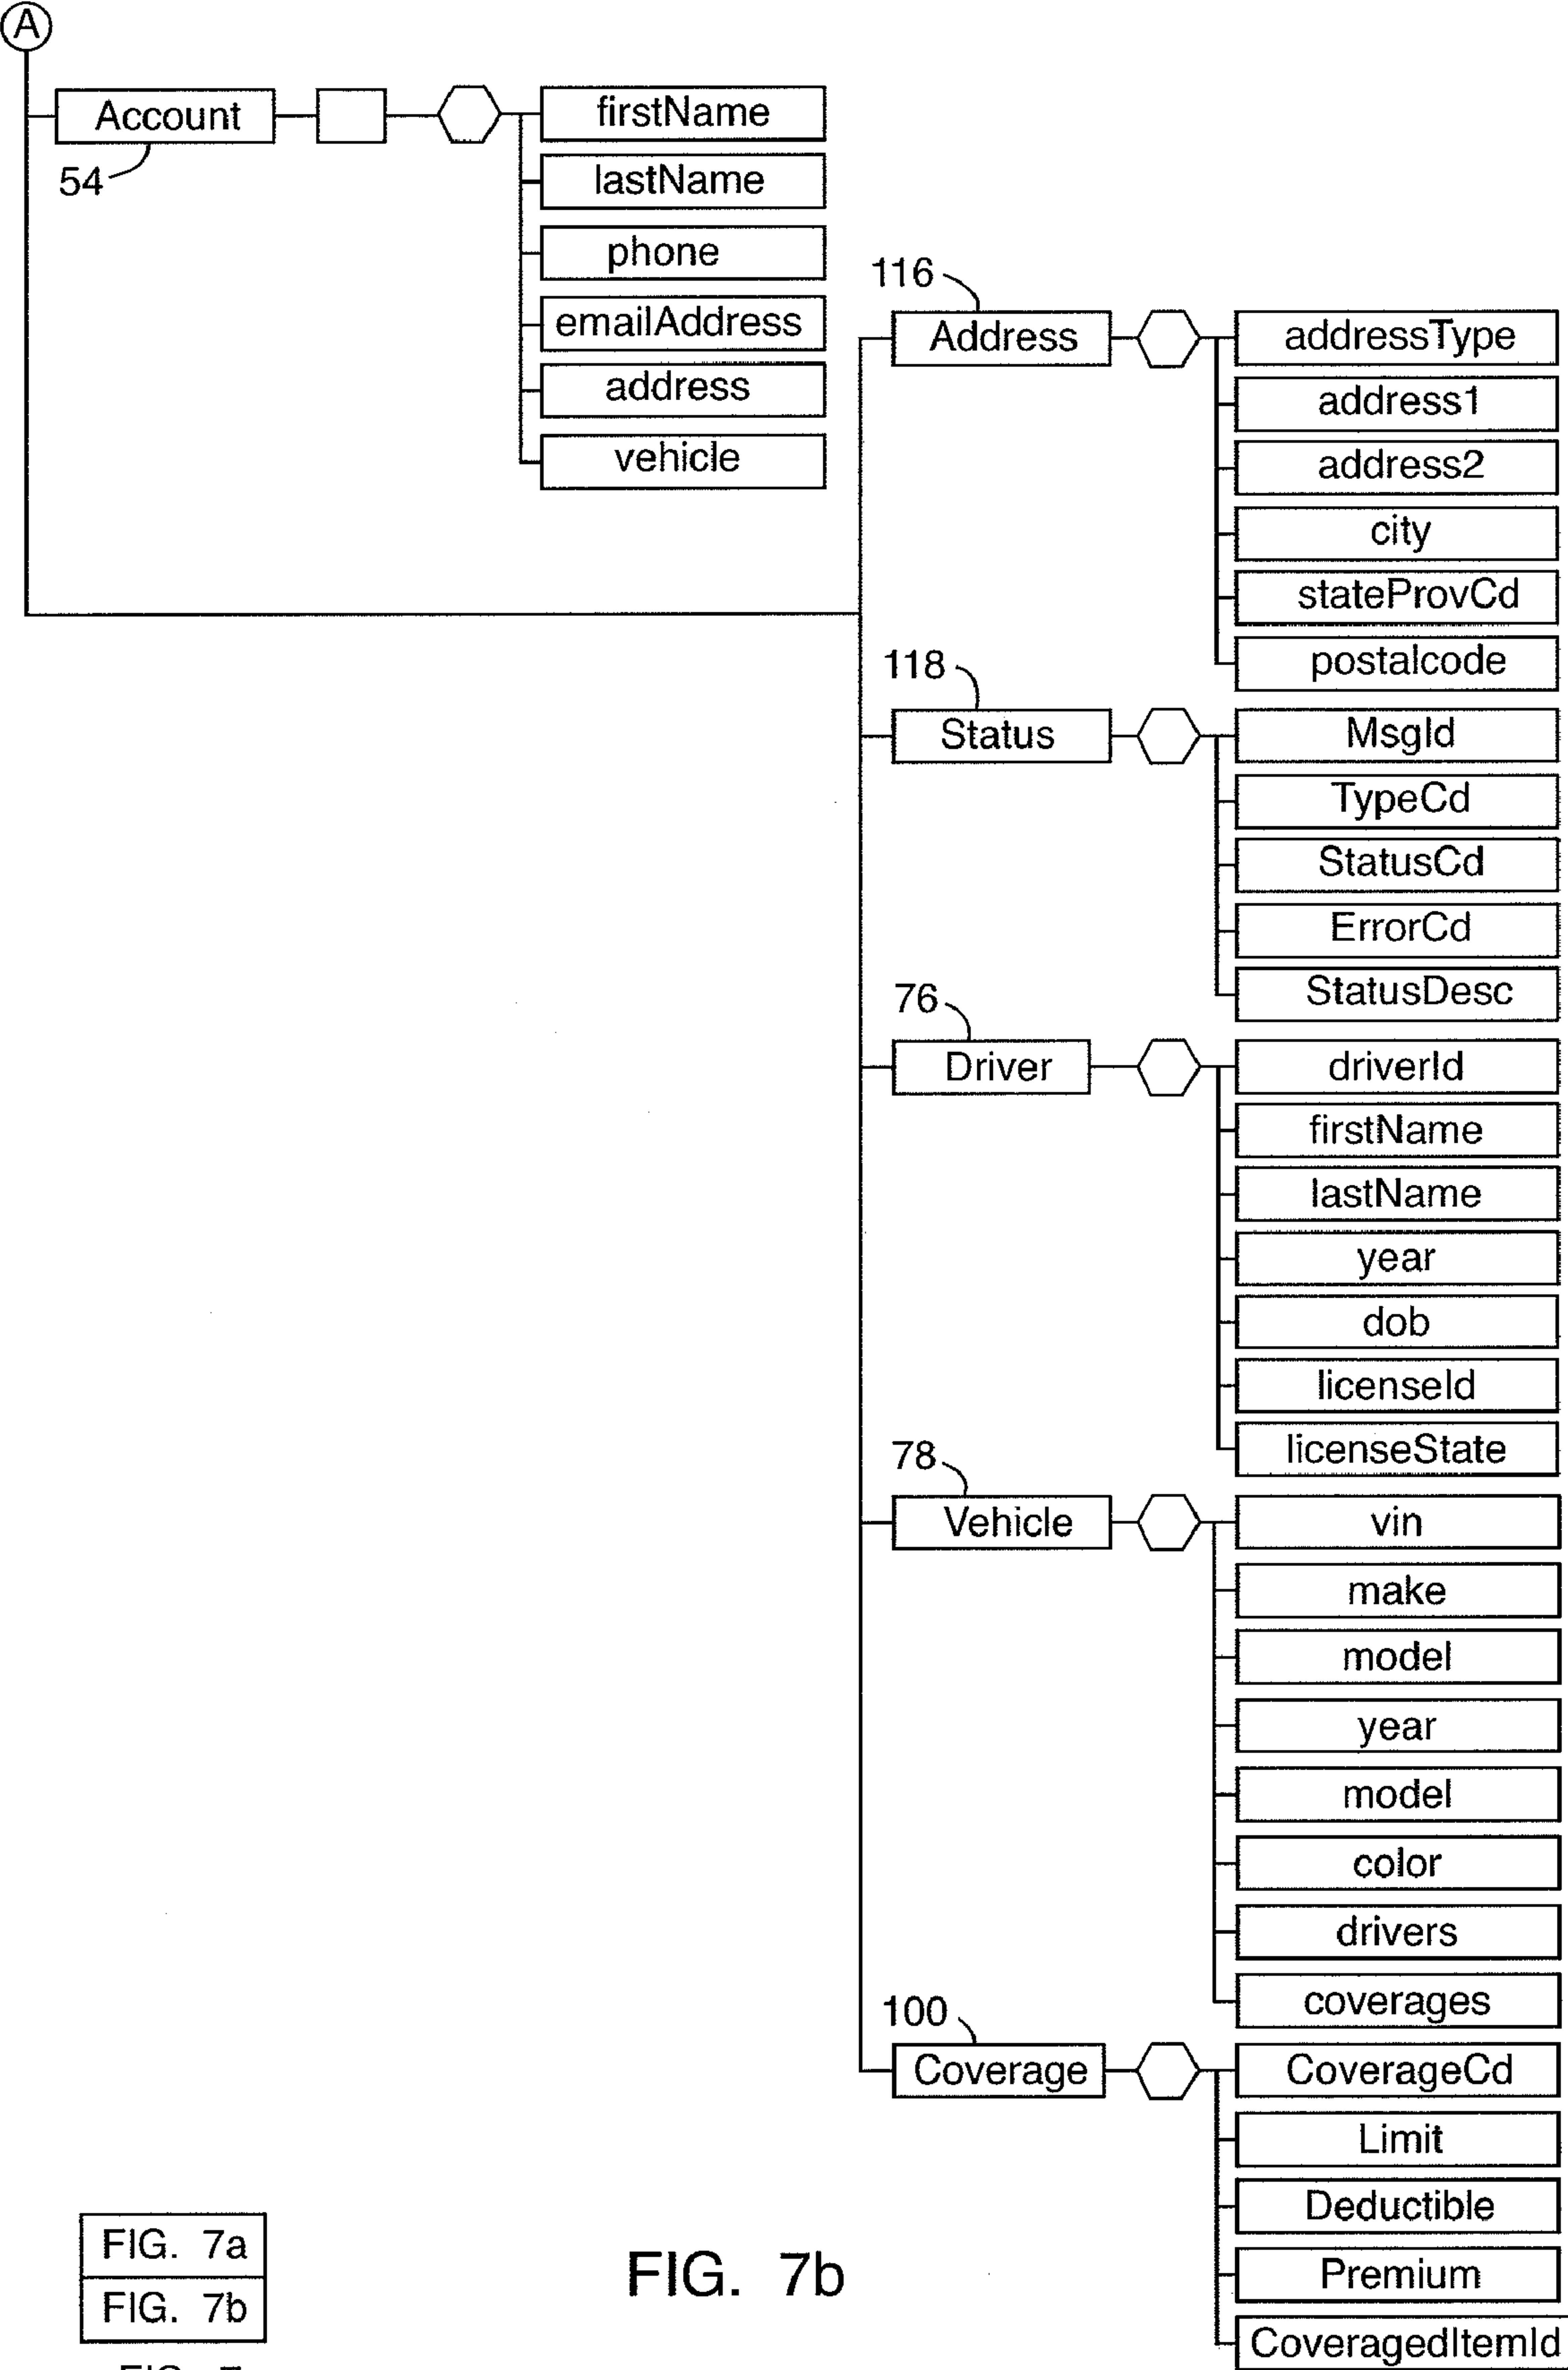 A
Account
54
firstName
lastName
phone
emailAddress
address
vehicle
116
Address
addressType
address1
address2
city
stateProvCd
postalcode
118
Status
MsgId
TypeCd
StatusCd
ErrorCd
StatusDesc
76
Driver
driverId
firstName
lastName
year
dob
licenseId
licenseState
78
Vehicle
vin
make
model
year
model
color
drivers
coverages
100
Coverage
CoverageCd
Limit
Deductible
Premium
CoveragedItemId
FIG. 7a
FIG. 7b
FIG. 7b
FIG. 7